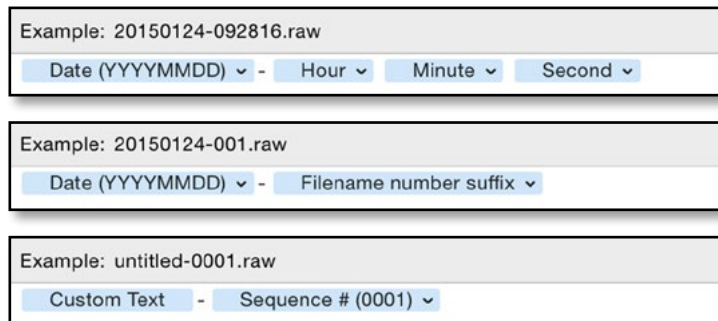 Example: 20150124-092816.raw
Date (YYYYMMDD) - Hour Minute Second
Example: 20150124-001.raw
Date (YYYYMMDD) - Filename number suffix
Example: untitled-0001.raw
Custom Text - Sequence # (0001)